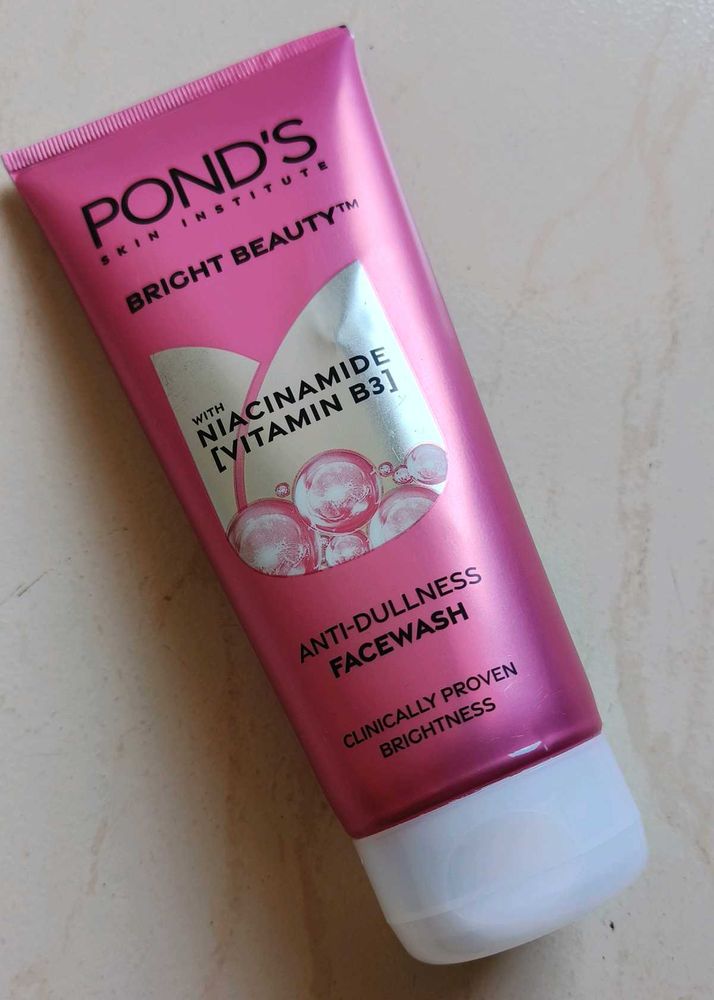 POND'S
SKIN INSTITUTE
BRIGHT BEAUTY™
WITH
NIACINAMIDE
[VITAMIN B3]
ANTI-DULLNESS
FACEWASH
CLINICALLY PROVEN
BRIGHTNESS